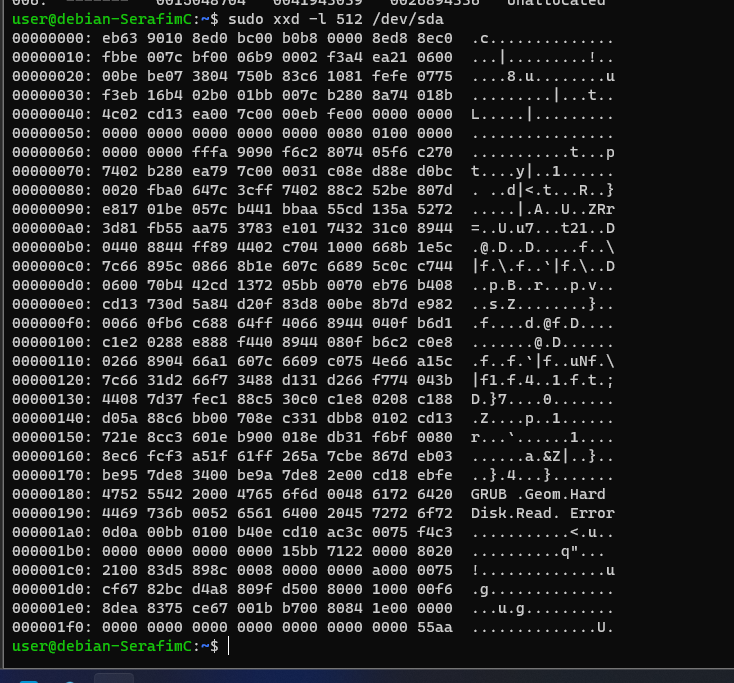 user@debian-SerafimC:~$ sudo xxd -l 512 /dev/sda
00000000: eb63 9010 8ed0 bc00 b0b8 0000 8ed8 8ec0  .c..............
00000010: fbbe 007c bf00 06b9 0002 f3a4 ea21 0600  ...|.........!..
00000020: 00be be07 3804 750b 83c6 1081 fefe 0775  ....8.u........u
00000030: f3eb 16b4 02b0 01bb 007c b280 8a74 018b  .........|...t..
00000040: 4c02 cd13 ea00 7c00 00eb fe00 0000 0000  L.....|.........
00000050: 0000 0000 0000 0000 0000 0080 0100 0000  ................
00000060: 0000 0000 fffa 9090 f6c2 8074 05f6 c270  ...........t...p
00000070: 7402 b280 ea79 7c00 0031 c08e d88e d0bc  t....y|..1......
00000080: 0020 fba0 647c 3cff 7402 88c2 52be 807d  . ..d|<.t...R..}
00000090: e817 01be 057c b441 bbaa 55cd 135a 5272  .....|.A..U..ZRr
000000a0: 3d81 fb55 aa75 3783 e101 7432 31c0 8944  =..U.u7...t21..D
000000b0: 0440 8844 ff89 4402 c704 1000 668b 1e5c  .@.D..D.....f..\
000000c0: 7c66 895c 0866 8b1e 607c 6689 5c0c c744  |f.\.f..`|f.\..D
000000d0: 0600 70b4 42cd 1372 05bb 0070 eb76 b408  ..p.B..r...p.v..
000000e0: cd13 730d 5a84 d20f 83d8 00be 8b7d e982  ..s.Z........}..
000000f0: 0066 0fb6 c688 64ff 4066 8944 040f b6d1  .f....d.@f.D....
00000100: c1e2 0288 e888 f440 8944 080f b6c2 c0e8  .......@.D......
00000110: 0266 8904 66a1 607c 6609 c075 4e66 a15c  .f..f.`|f..uNf.\
00000120: 7c66 31d2 66f7 3488 d131 d266 f774 043b  |f1.f.4..1.f.t.;
00000130: 4408 7d37 fec1 88c5 30c0 c1e8 0208 c188  D.}7....0.......
00000140: d05a 88c6 bb00 708e c331 dbb8 0102 cd13  .Z....p..1......
00000150: 721e 8cc3 601e b900 018e db31 f6bf 0080  r...`......1....
00000160: 8ec6 fcf3 a51f 61ff 265a 7cbe 867d eb03  ......a.&Z|..}..
00000170: be95 7de8 3400 be9a 7de8 2e00 cd18 ebfe  ..}.4...}.......
00000180: 4752 5542 2000 4765 6f6d 0048 6172 6420  GRUB .Geom.Hard
00000190: 4469 736b 0052 6561 6400 2045 7272 6f72  Disk.Read. Error
000001a0: 0d0a 00bb 0100 b40e cd10 ac3c 0075 f4c3  ...........<.u..
000001b0: 0000 0000 0000 0000 15bb 7122 0000 8020  ..........q"...
000001c0: 2100 83d5 898c 0008 0000 0000 a000 0075  !..............u
000001d0: cf67 82bc d4a8 809f d500 8000 1000 00f6  .g..............
000001e0: 8dea 8375 ce67 001b b700 8084 1e00 0000  ...u.g..........
000001f0: 0000 0000 0000 0000 0000 0000 0000 55aa  ..............U.
user@debian-SerafimC:~$